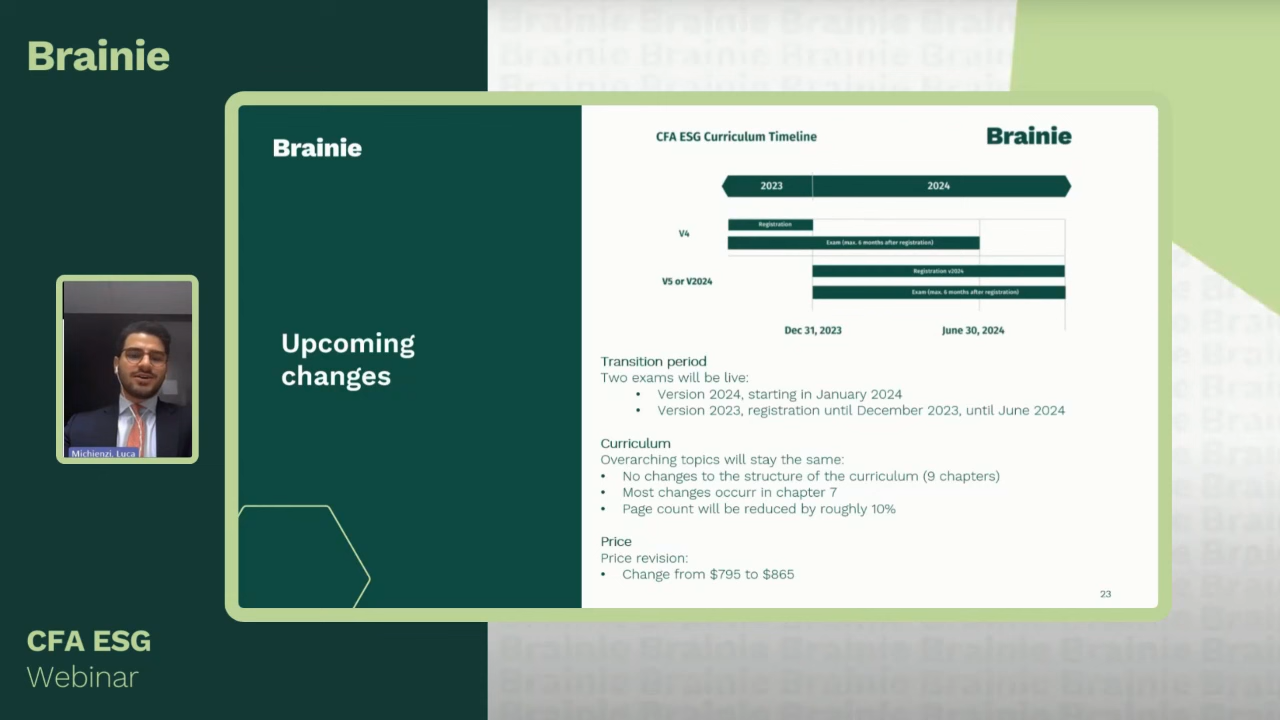 Brainie
Brainie
Upcoming
changes
CFA ESG Curriculum Timeline
Brainie
2023
2024
V4
Registration
Exam (max. 6 months after registration)
V5 or V2024
Registration v2024
Exam (max. 6 months after registration)
Dec 31, 2023
June 30, 2024
Transition period
Two exams will be live:
• Version 2024, starting in January 2024
• Version 2023, registration until December 2023, until June 2024
Curriculum
Overarching topics will stay the same:
• No changes to the structure of the curriculum (9 chapters)
• Most changes occurr in chapter 7
• Page count will be reduced by roughly 10%
Price
Price revision:
• Change from $795 to $865
23
Michienzi, Luca
CFA ESG
Webinar